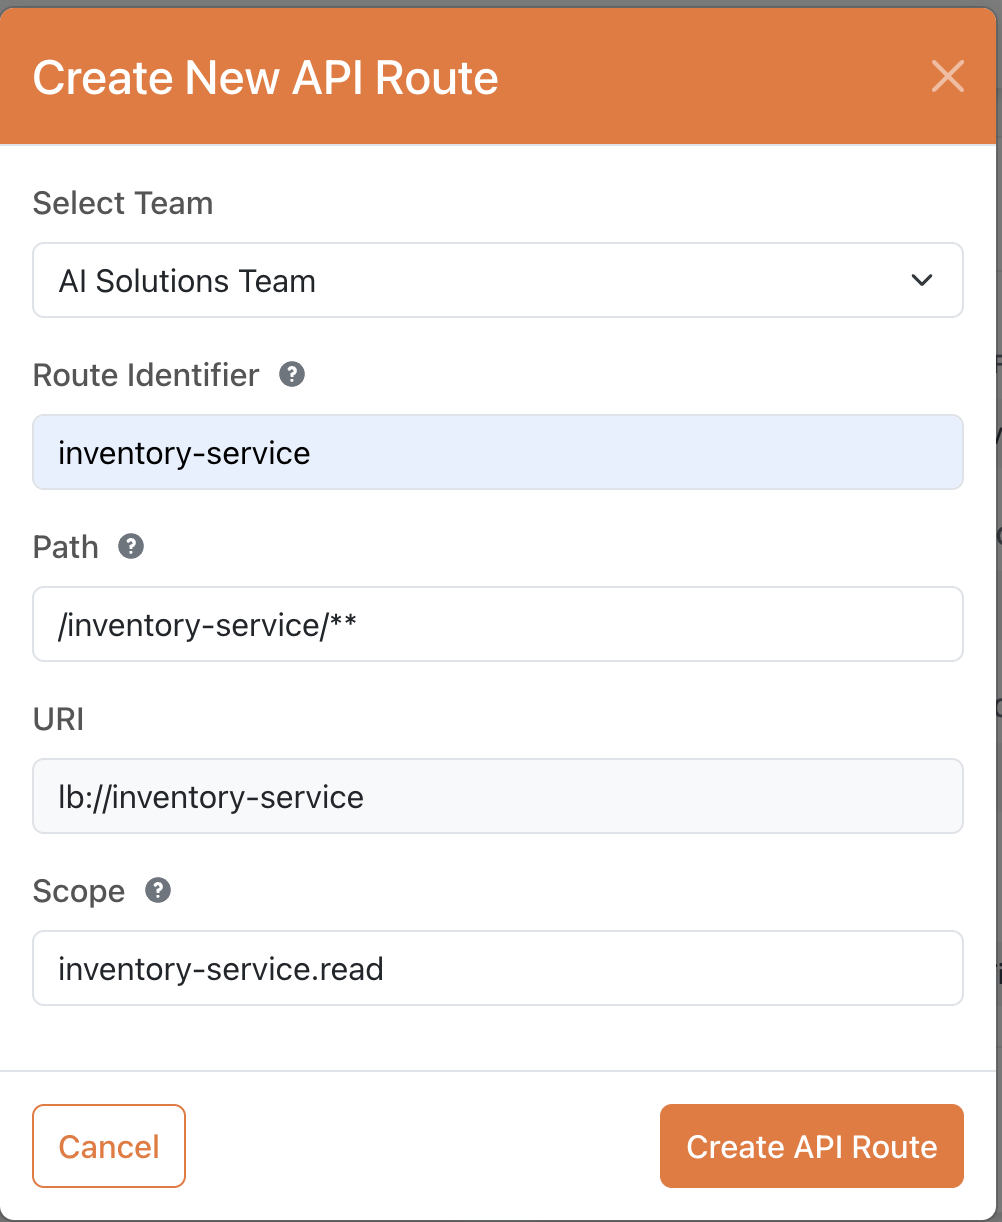 Create New API Route
Select Team
AI Solutions Team
Route Identifier
inventory-service
Path
/inventory-service/**
URI
lb://inventory-service
Scope
inventory-service.read
Cancel
Create API Route